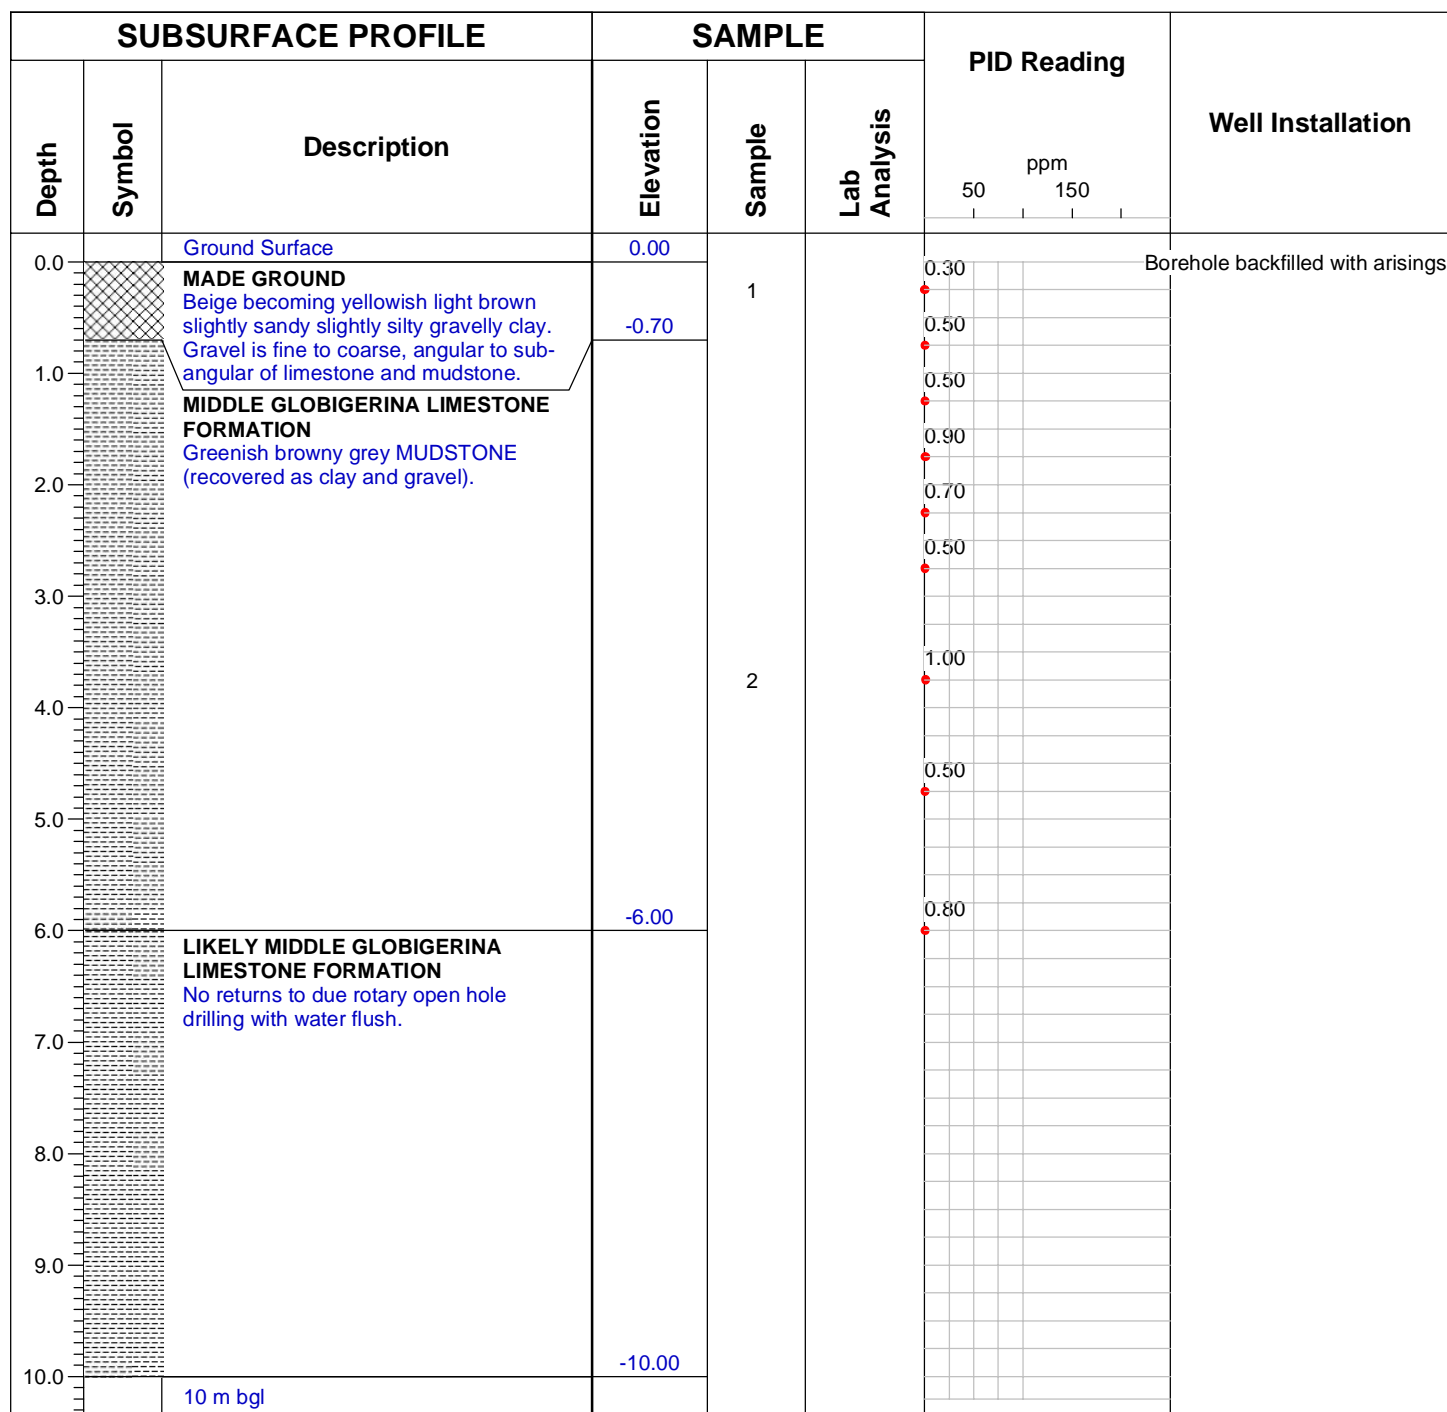 SUBSURFACE PROFILE
SAMPLE
PID Reading
Well Installation
Depth
Symbol
Description
Elevation
Sample
Lab
Analysis
ppm
50 150
Ground Surface 0.00
0.0
MADE GROUND
Beige becoming yellowish light brown
slightly sandy slightly silty gravelly clay.
Gravel is fine to coarse, angular to sub-
angular of limestone and mudstone.
-0.70
1
0.30
Borehole backfilled with arisings
0.50
1.0
0.50
MIDDLE GLOBIGERINA LIMESTONE
FORMATION
Greenish browny grey MUDSTONE
(recovered as clay and gravel).
0.90
2.0
0.70
0.50
3.0
1.00
2
4.0
0.50
5.0
0.80
-6.00
6.0
LIKELY MIDDLE GLOBIGERINA
LIMESTONE FORMATION
No returns to due rotary open hole
drilling with water flush.
7.0
8.0
9.0
-10.00
10.0
10 m bgl